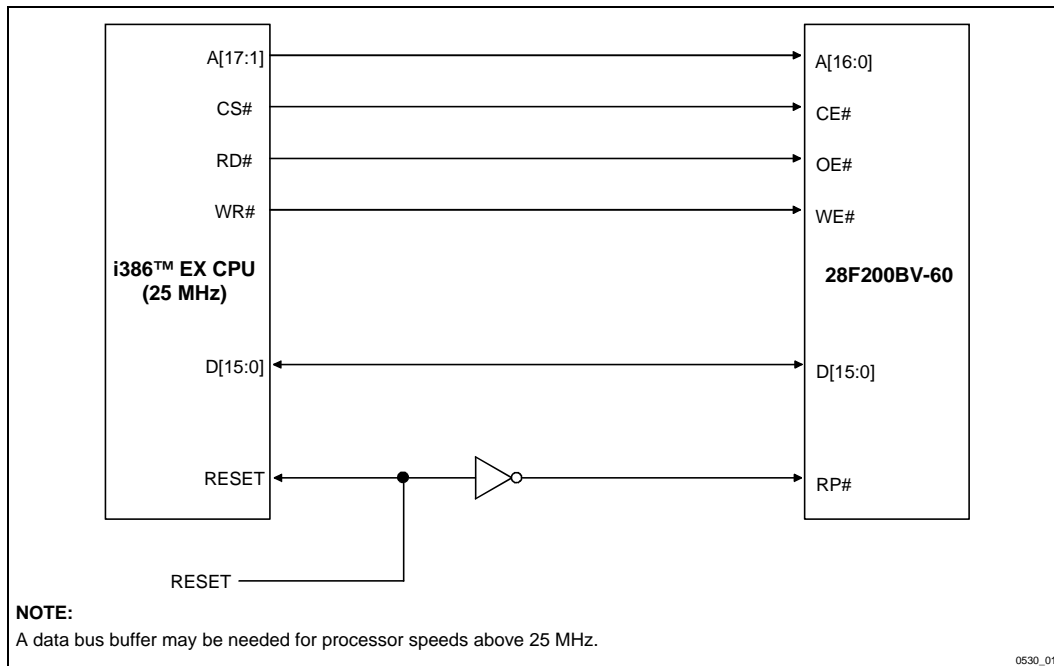 A[17:1]
A[16:0]
CS#
CE#
RD#
OE#
WR#
WE#
i386™ EX CPU
(25 MHz)
28F200BV-60
D[15:0]
D[15:0]
RESET
RP#
RESET
NOTE:
A data bus buffer may be needed for processor speeds above 25 MHz.
0530_01